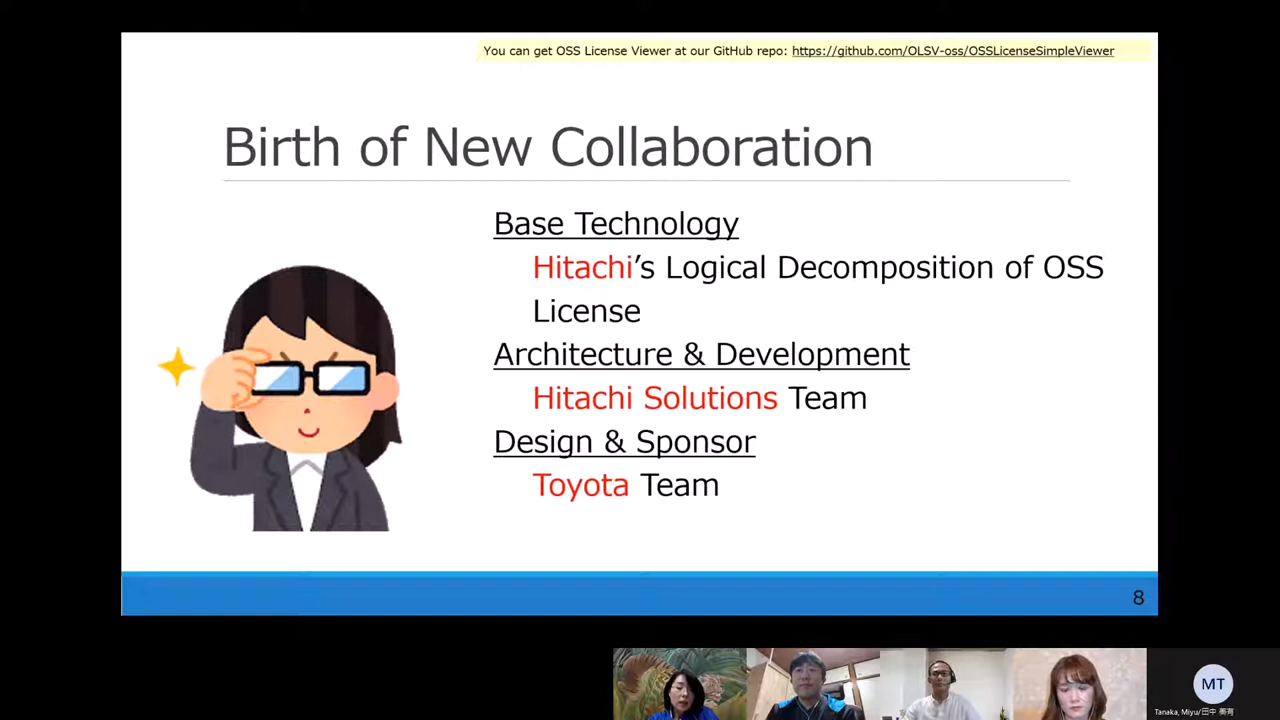 You can get OSS License Viewer at our GitHub repo: https://github.com/OLSV-oss/OSSLicenseSimpleViewer
Birth of New Collaboration
Base Technology
Hitachi's Logical Decomposition of OSS
License
Architecture & Development
Hitachi Solutions Team
Design & Sponsor
Toyota Team
8
MT
Tanaka, Miyu/田中